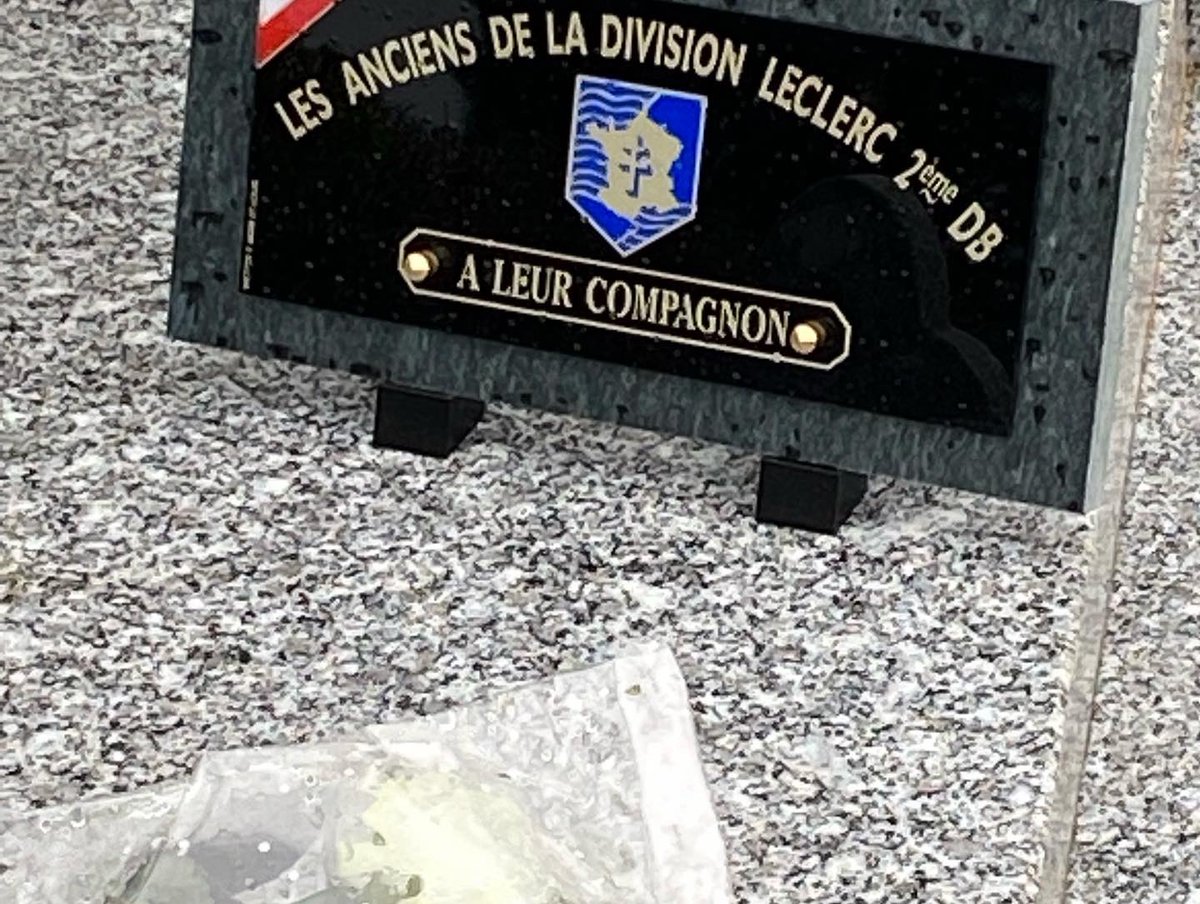 LES ANCIENS DE LA DIVISION LECLERC 2ème DB
A LEUR COMPAGNON